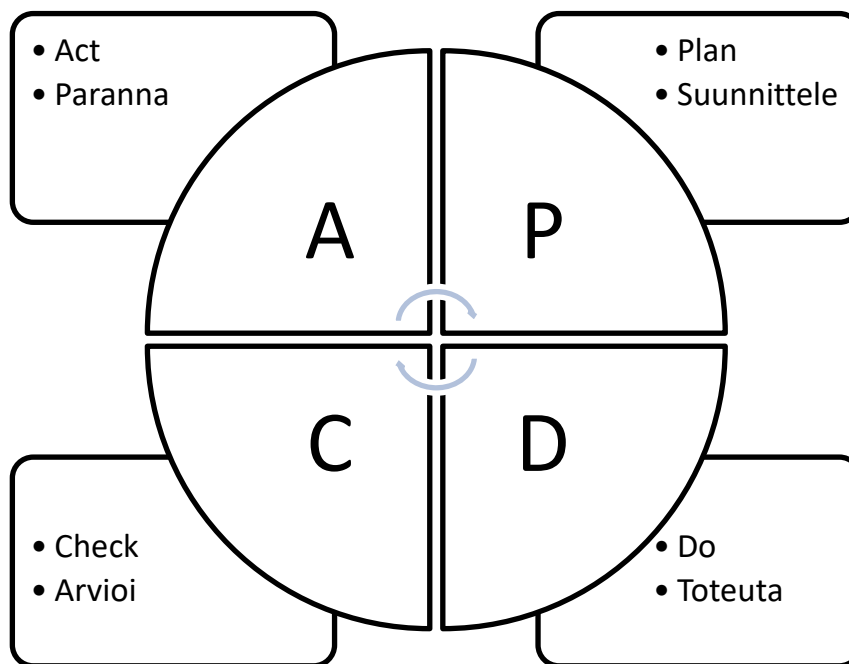 • Act
• Paranna
• Plan
• Suunnittele
A
P
C
D
• Check
• Arvioi
• Do
• Toteuta